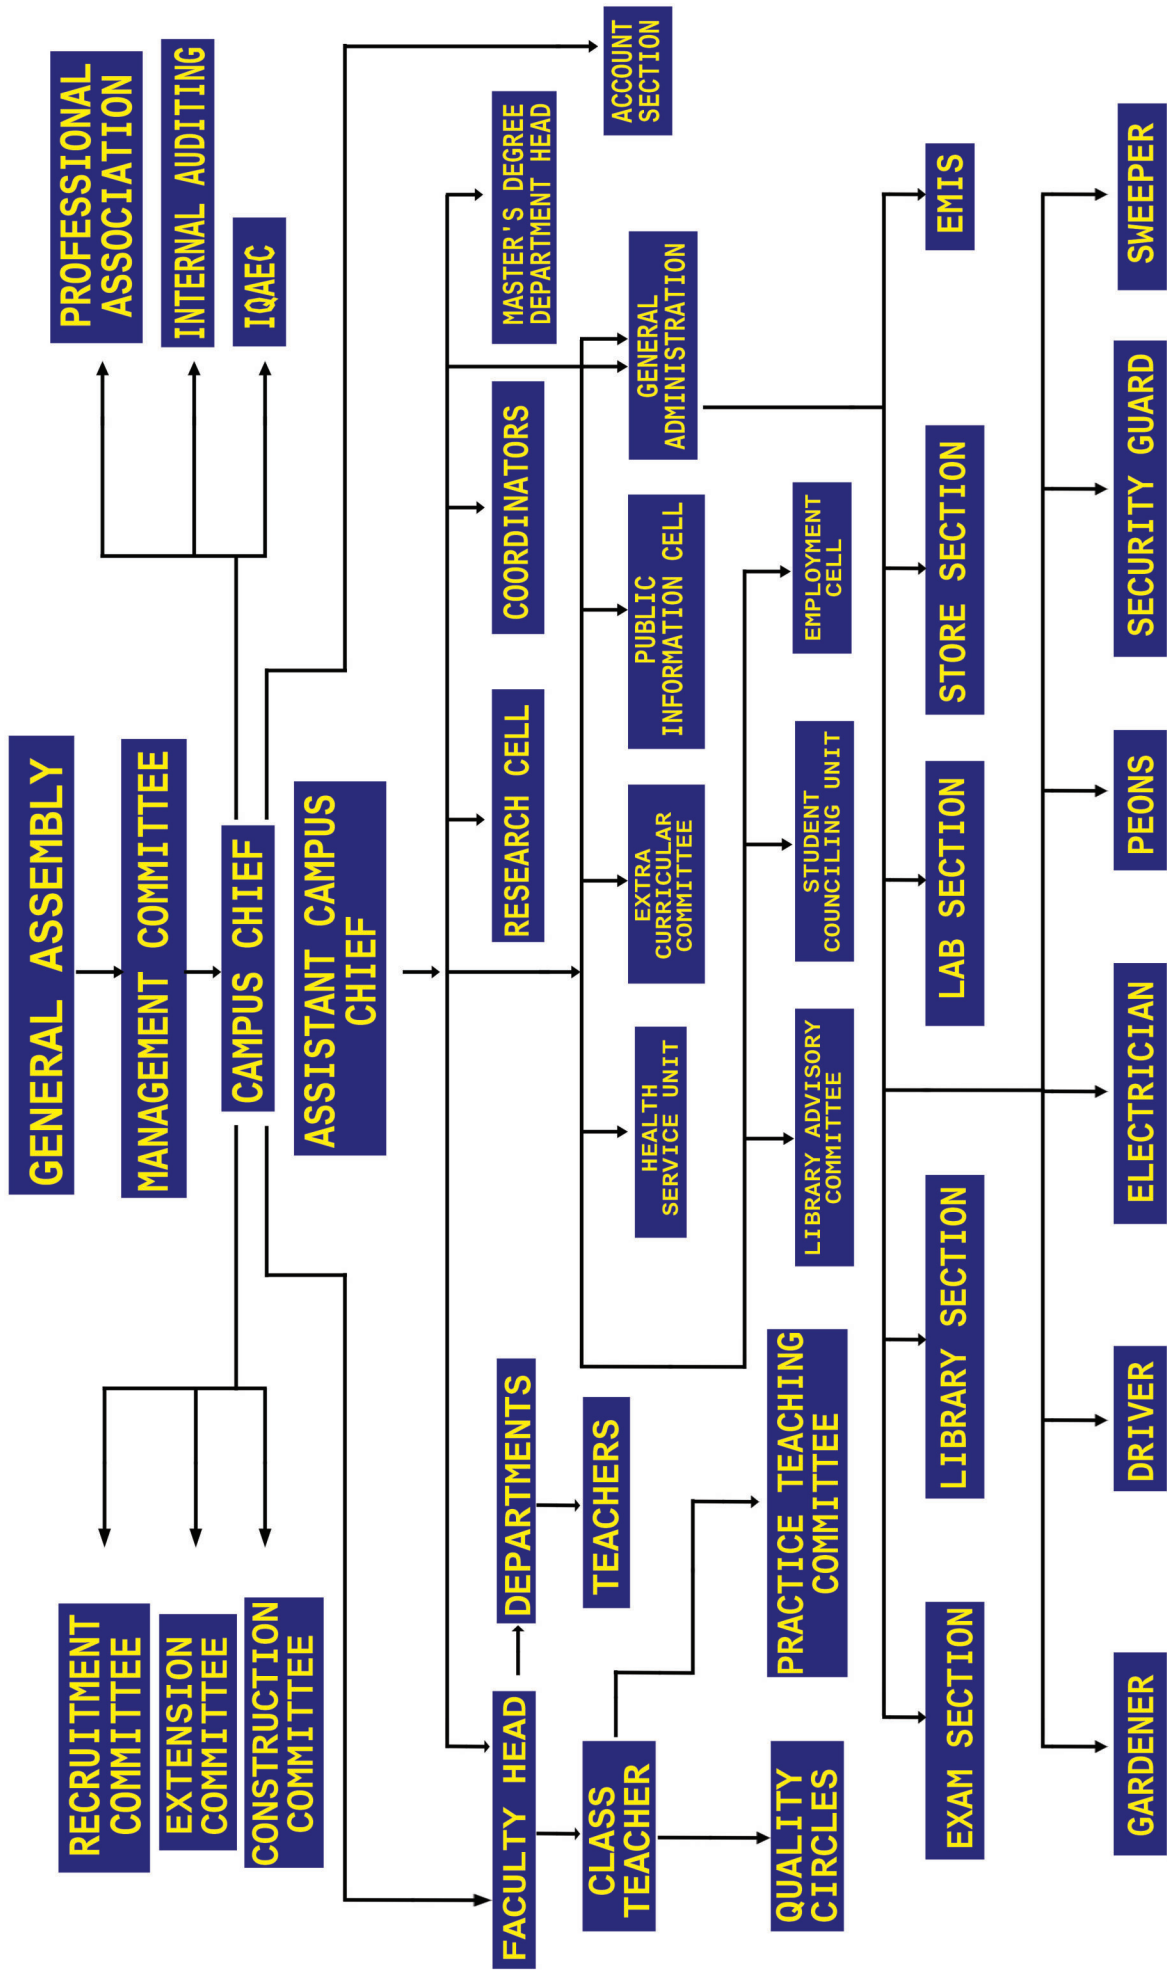 GENERAL ASSEMBLY
MANAGEMENT COMMITTEE
CAMPUS CHIEF
ASSISTANT CAMPUS
CHIEF
RECRUITMENT
COMMITTEE
EXTENSION
COMMITTEE
CONSTRUCTION
COMMITTEE
PROFESSIONAL
ASSOCIATION
INTERNAL AUDITING
IQAEC
FACULTY HEAD
DEPARTMENTS
RESEARCH CELL
COORDINATORS
MASTER'S DEGREE
DEPARTMENT HEAD
ACCOUNT
SECTION
CLASS
TEACHER
TEACHERS
HEALTH
SERVICE UNIT
EXTRA
CURRICULAR
COMMITTEE
PUBLIC
INFORMATION CELL
GENERAL
ADMINISTRATION
QUALITY
CIRCLES
PRACTICE TEACHING
COMMITTEE
LIBRARY ADVISORY
COMMITTEE
STUDENT
COUNCILING UNIT
EMPLOYMENT
CELL
EXAM SECTION
LIBRARY SECTION
LAB SECTION
STORE SECTION
EMIS
GARDENER
DRIVER
ELECTRICIAN
PEONS
SECURITY GUARD
SWEEPER